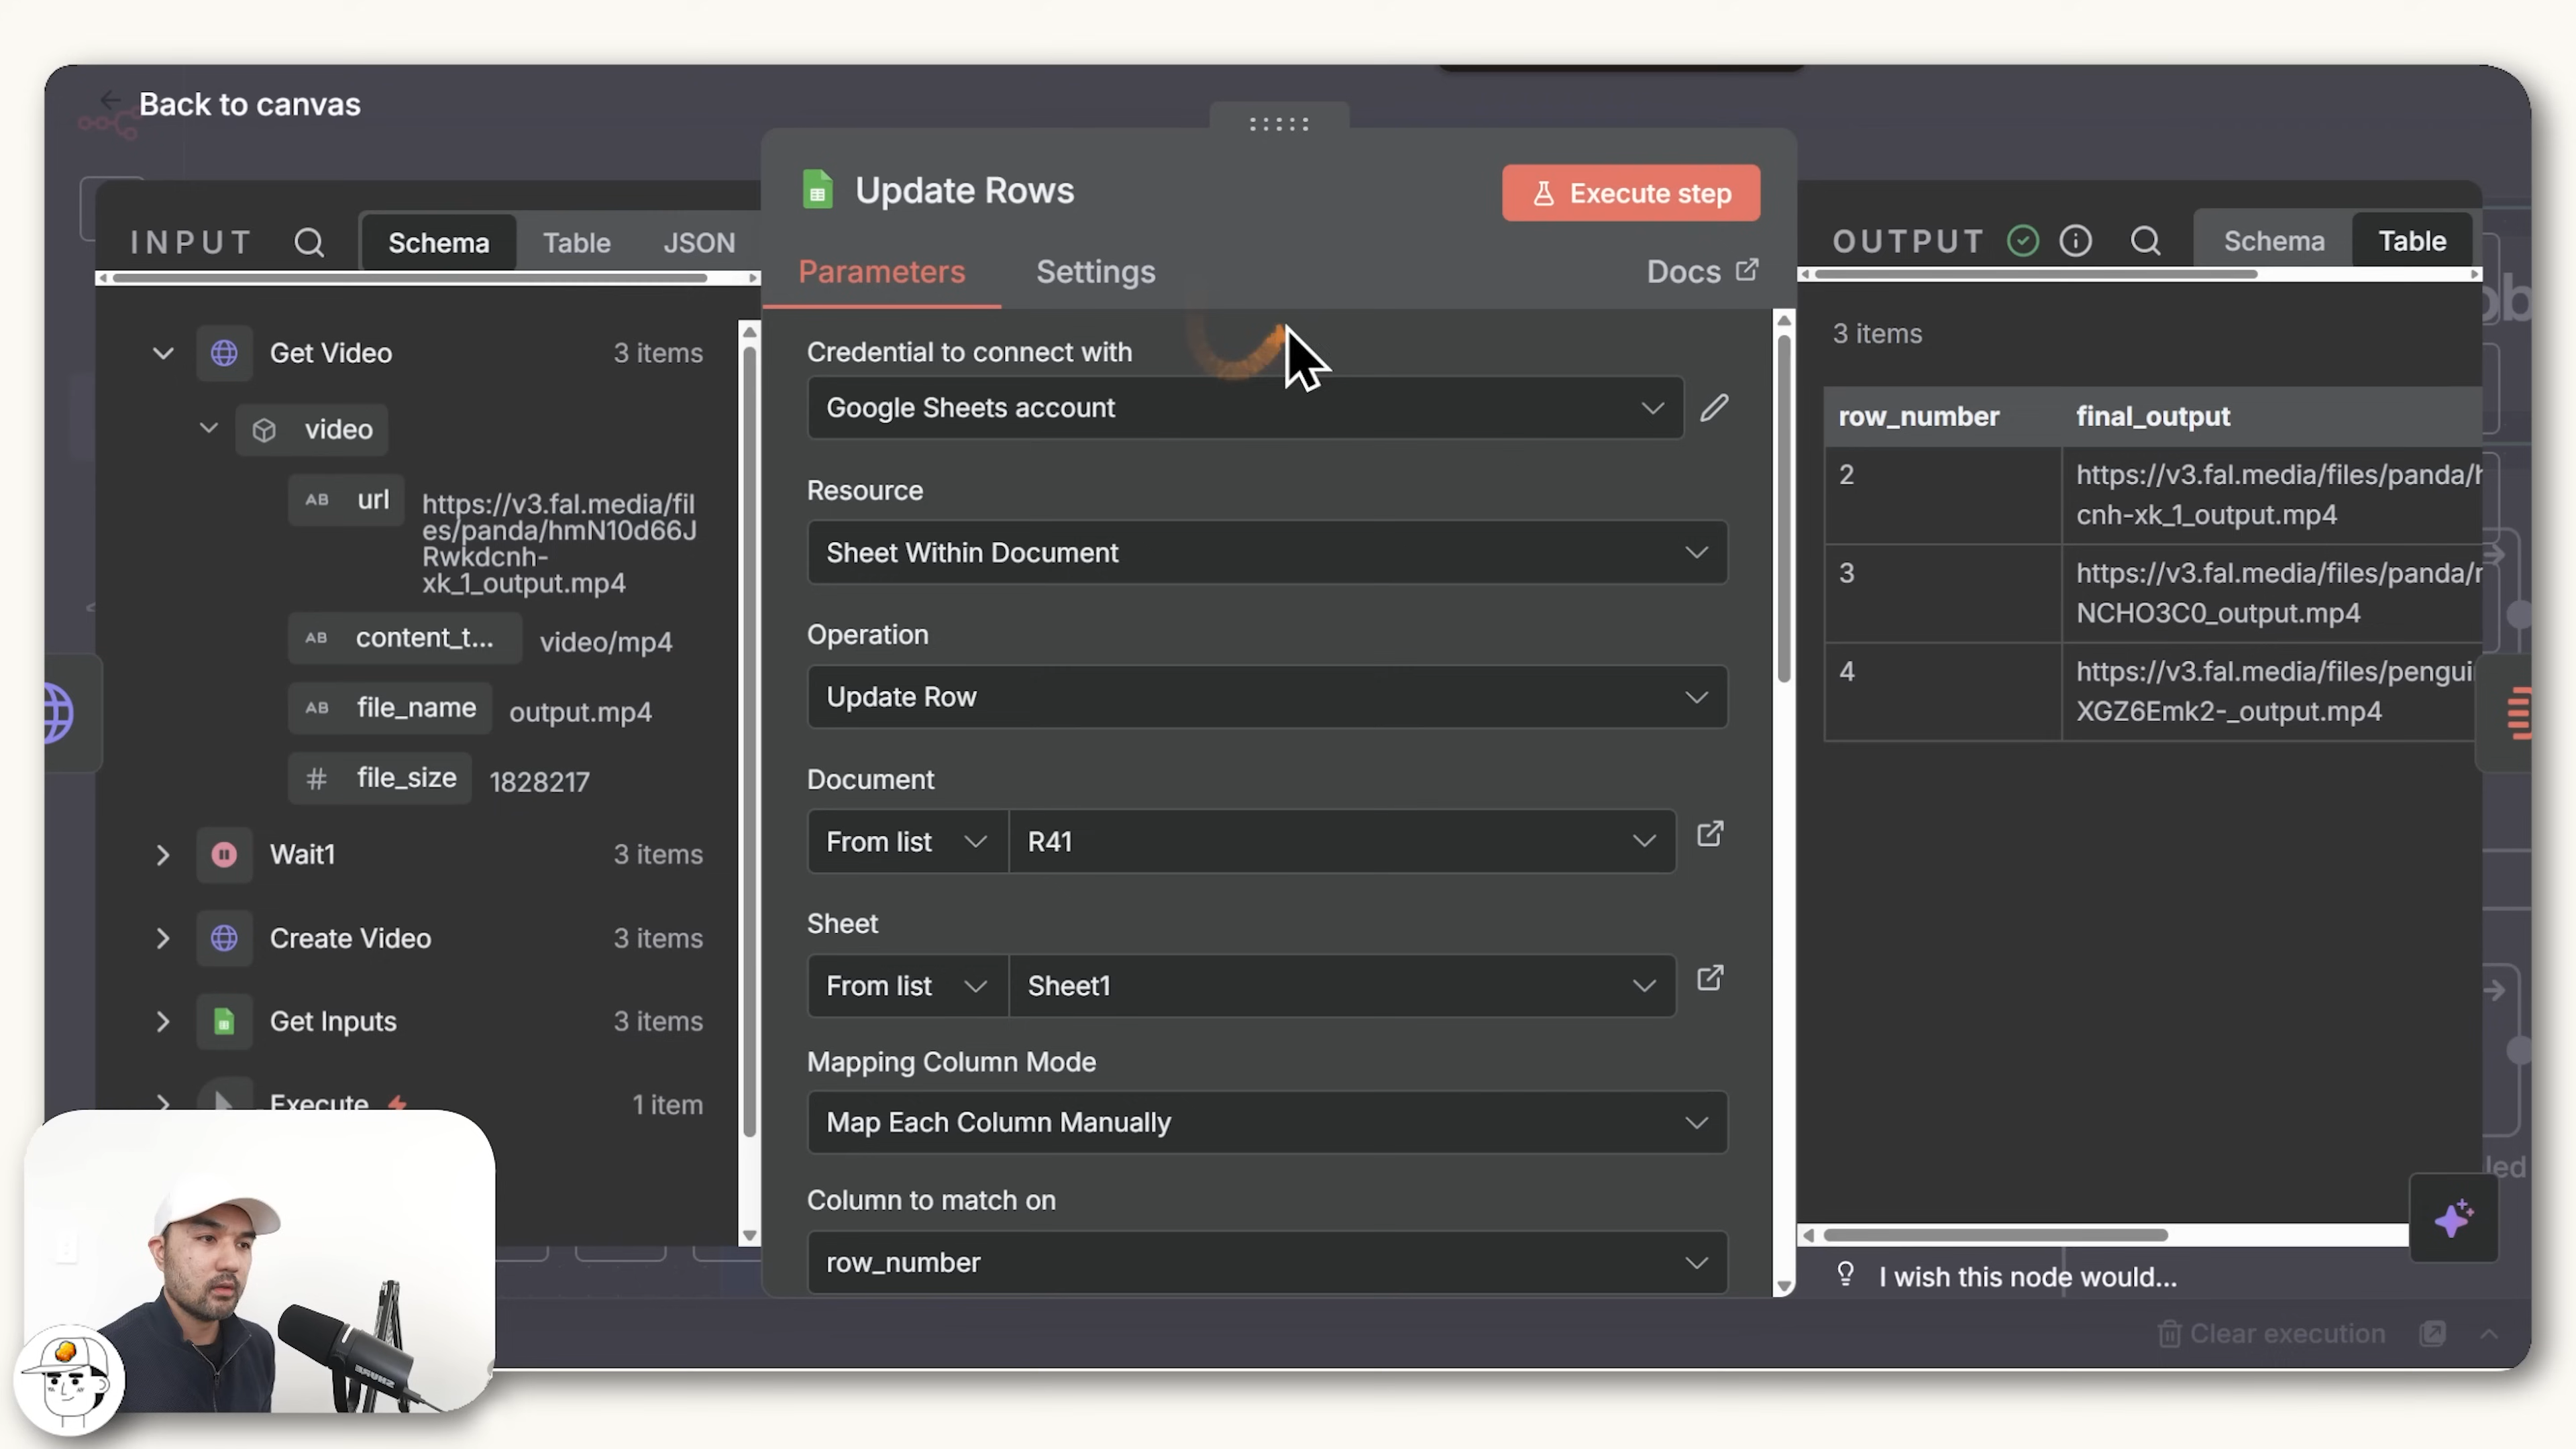 Back to canvas
INPUT
Schema
Table
JSON
Get Video
3 items
video
AB
url
https://v3.fal.media/fil
es/panda/hmN10d66J
Rwkdcnh-
xk_1_output.mp4
AB
content_t...
video/mp4
AB
file_name
output.mp4
#
file_size
1828217
Wait1
3 items
Create Video
3 items
Get Inputs
3 items
Execute
1 item
Update Rows
Execute step
Parameters
Settings
Docs
Credential to connect with
Google Sheets account
Resource
Sheet Within Document
Operation
Update Row
Document
From list
R41
Sheet
From list
Sheet1
Mapping Column Mode
Map Each Column Manually
Column to match on
row_number
OUTPUT
Schema
Table
3 items
row_number
final_output
2
https://v3.fal.media/files/panda/h
cnh-xk_1_output.mp4
3
https://v3.fal.media/files/panda/r
NCHO3C0_output.mp4
4
https://v3.fal.media/files/pengui
XGZ6Emk2-_output.mp4
I wish this node would...
Clear execution